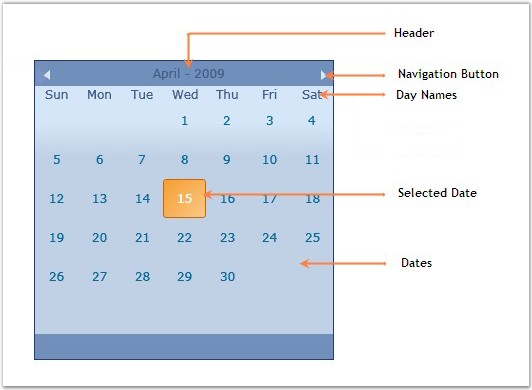 Header
April - 2009
Navigation Button
Sun Mon Tue Wed Thu Fri Sat
Day Names
1 2 3 4
5 6 7 8 9 10 11
12 13 14 15 16 17 18
Selected Date
19 20 21 22 23 24 25
Dates
26 27 28 29 30